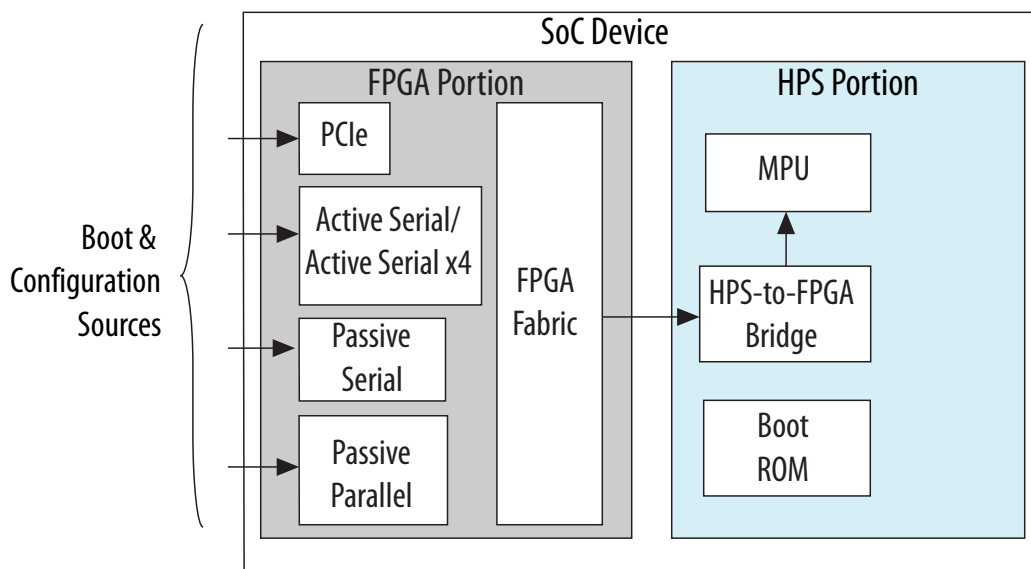 SoC Device
FPGA Portion
HPS Portion
PCIe
Active Serial/
Active Serial x4
Passive
Serial
Passive
Parallel
FPGA
Fabric
MPU
HPS-to-FPGA
Bridge
Boot
ROM
Boot &
Configuration
Sources